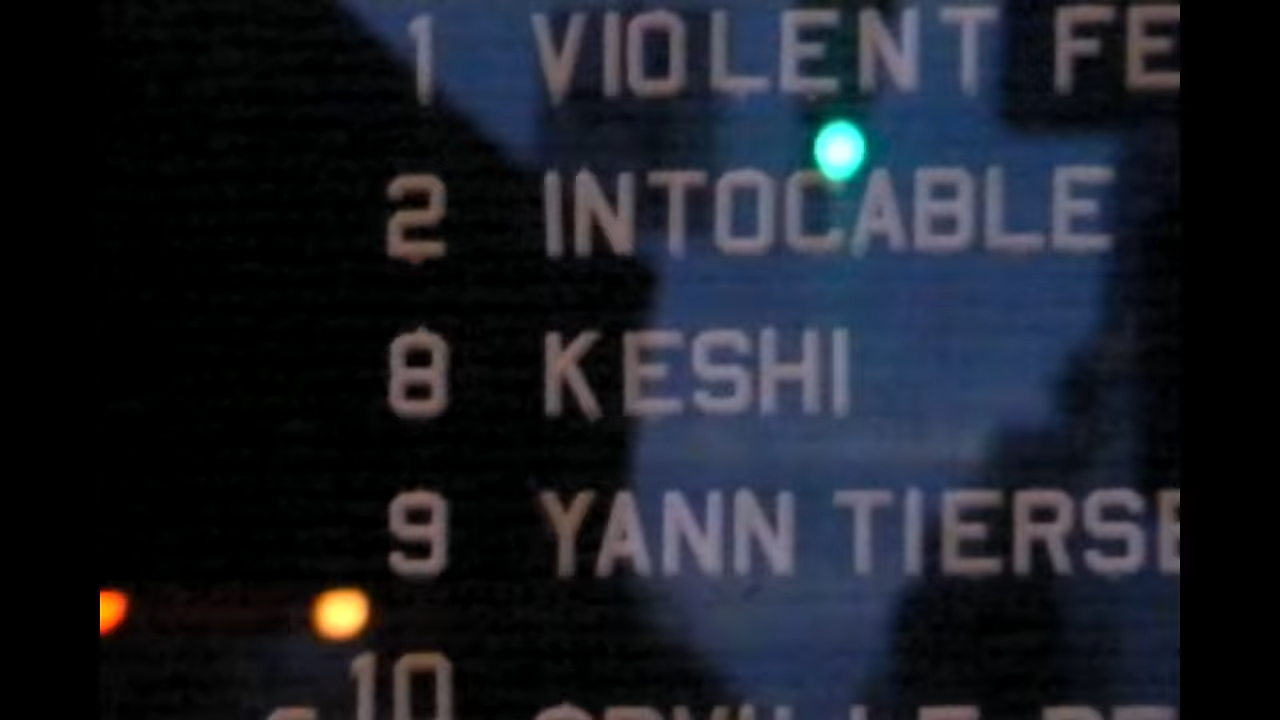 1 VIOLENT FE
2 INTOCABLE
8 KESHI
9 YANN TIERSE
10